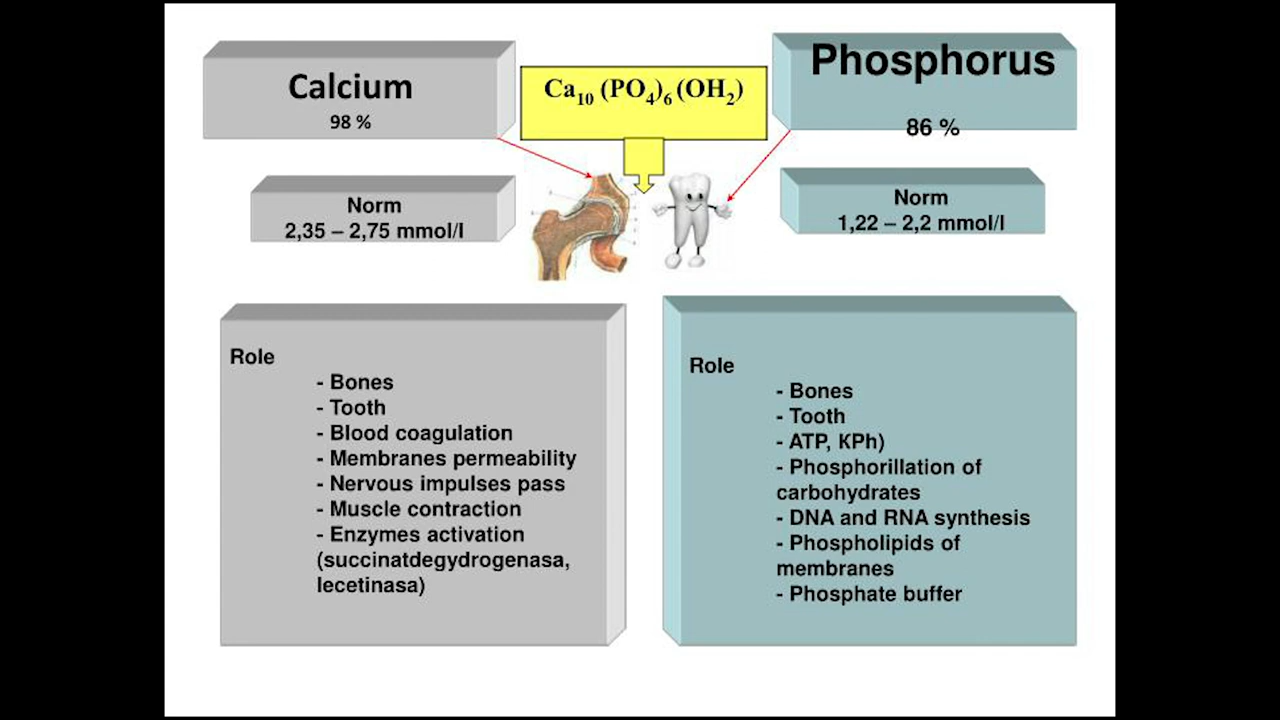 Calcium
98 %
Ca10 (PO4)6 (OH2)
Phosphorus
86 %
Norm
2,35 – 2,75 mmol/l
Norm
1,22 – 2,2 mmol/l
Role
- Bones
- Tooth
- Blood coagulation
- Membranes permeability
- Nervous impulses pass
- Muscle contraction
- Enzymes activation
(succinatdegydrogenasa,
lecetinasa)
Role
- Bones
- Tooth
- ATP, KPh)
- Phosphorillation of
carbohydrates
- DNA and RNA synthesis
- Phospholipids of
membranes
- Phosphate buffer